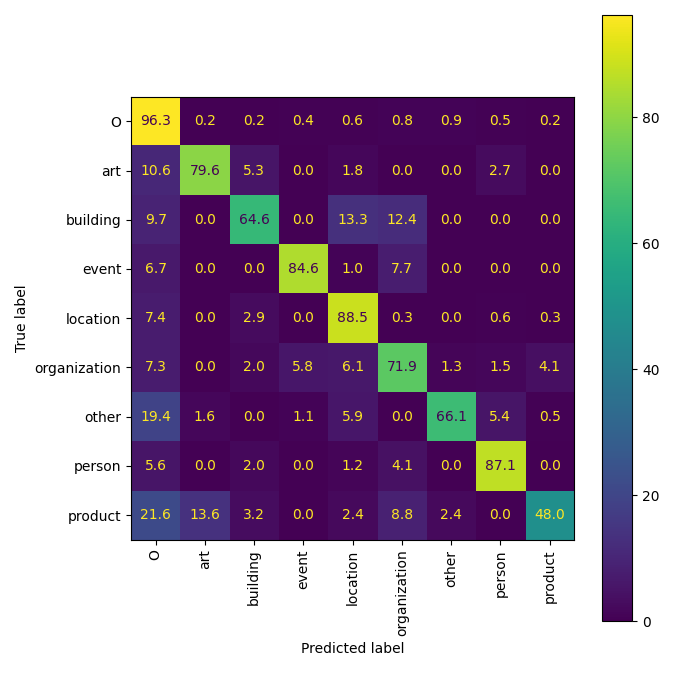 O 96.3 0.2 0.2 0.4 0.6 0.8 0.9 0.5 0.2
art 10.6 79.6 5.3 0.0 1.8 0.0 0.0 2.7 0.0
building 9.7 0.0 64.6 0.0 13.3 12.4 0.0 0.0 0.0
event 6.7 0.0 0.0 84.6 1.0 7.7 0.0 0.0 0.0
location 7.4 0.0 2.9 0.0 88.5 0.3 0.0 0.6 0.3
organization 7.3 0.0 2.0 5.8 6.1 71.9 1.3 1.5 4.1
other 19.4 1.6 0.0 1.1 5.9 0.0 66.1 5.4 0.5
person 5.6 0.0 2.0 0.0 1.2 4.1 0.0 87.1 0.0
product 21.6 13.6 3.2 0.0 2.4 8.8 2.4 0.0 48.0
True label
O art building event location organization other person product
Predicted label
80
60
40
20
0